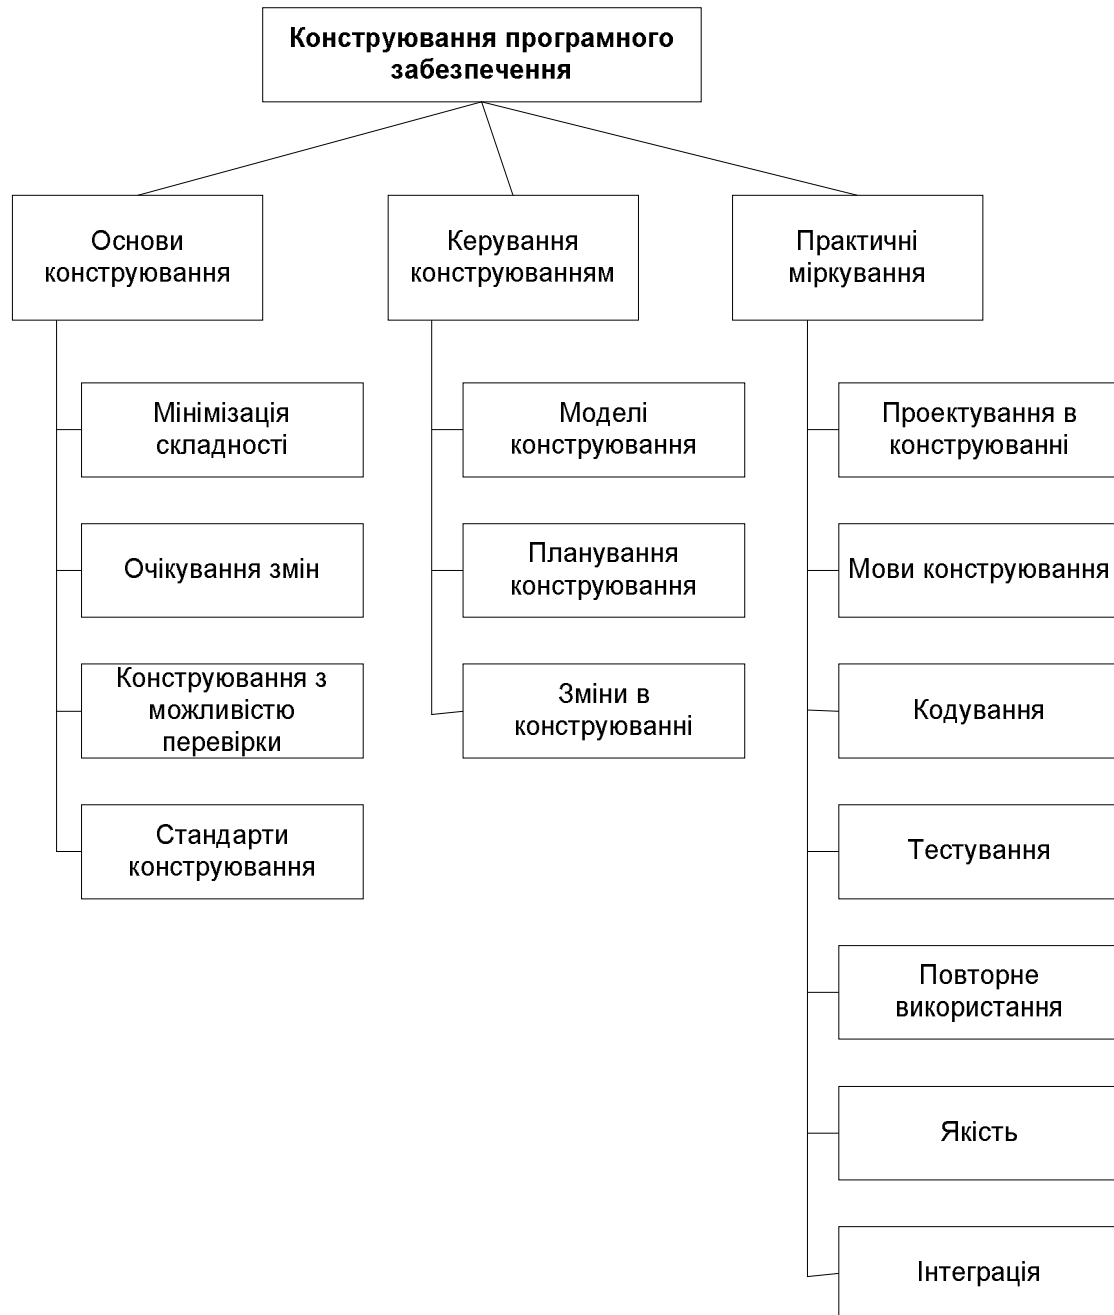 Конструювання програмного
забезпечення
Основи
конструювання
Керування
конструюванням
Практичні
міркування
Мінімізація
складності
Очікування змін
Конструювання з
можливістю
перевірки
Стандарти
конструювання
Моделі
конструювання
Планування
конструювання
Зміни в
конструюванні
Проектування в
конструюванні
Мови конструювання
Кодування
Тестування
Повторне
використання
Якість
Інтеграція